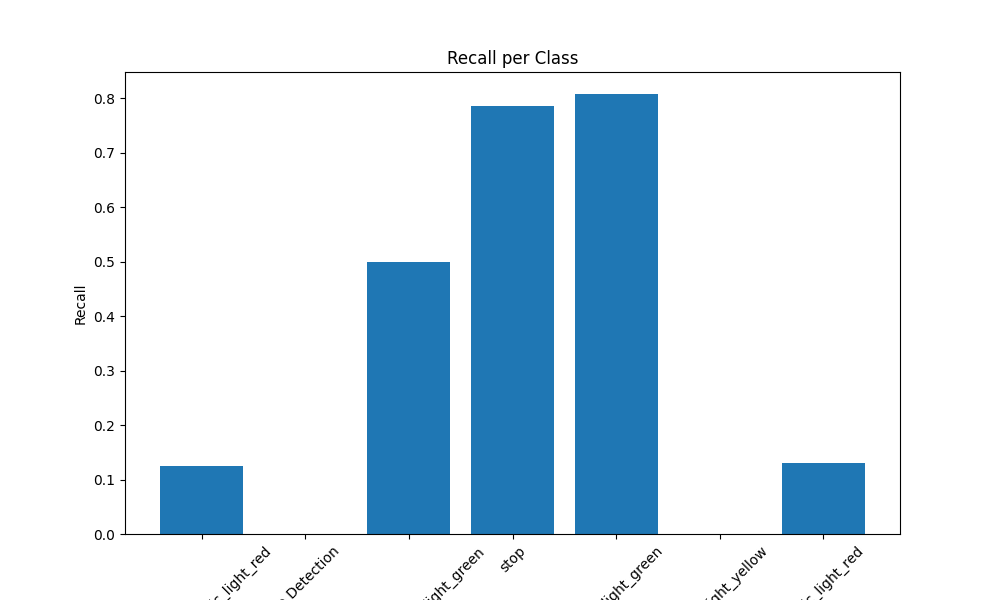 Recall per Class
Recall
0.8
0.7
0.6
0.5
0.4
0.3
0.2
0.1
0.0
c_light_red
Detection
light_green
stop
light_green
ght_yellow
c_light_red